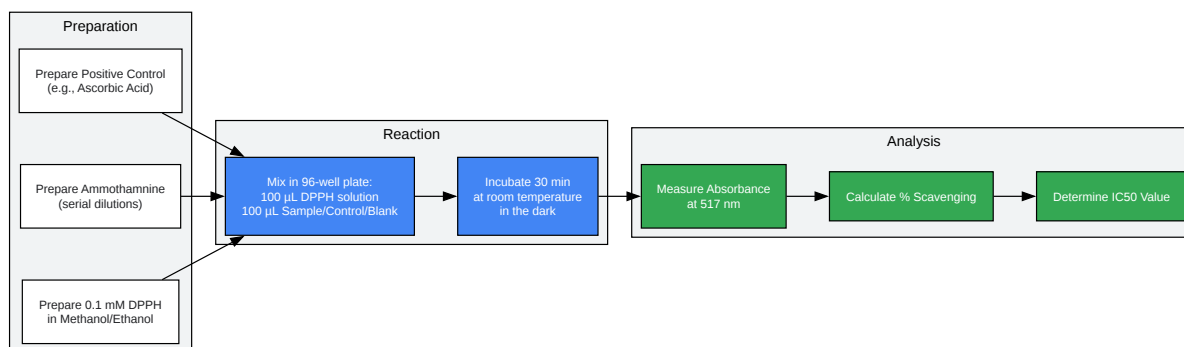 Preparation
Prepare Positive Control
(e.g., Ascorbic Acid)
Prepare Ammothamnine
(serial dilutions)
Prepare 0.1 mM DPPH
in Methanol/Ethanol
Reaction
Mix in 96-well plate:
100 µL DPPH solution
100 µL Sample/Control/Blank
Incubate 30 min
at room temperature
in the dark
Analysis
Measure Absorbance
at 517 nm
Calculate % Scavenging
Determine IC50 Value